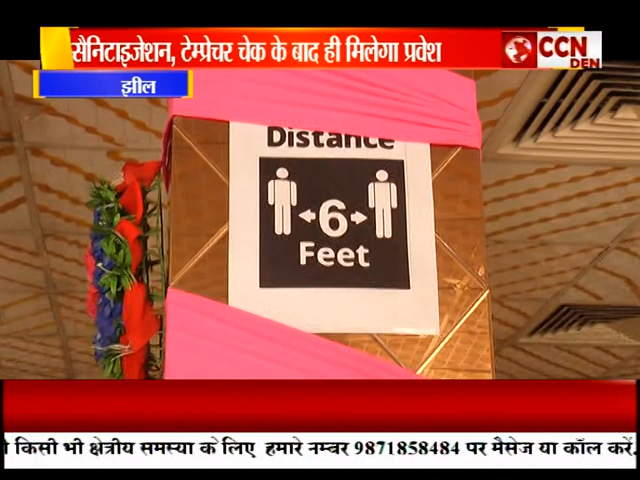 सैनिटाइजेशन, टेम्प्रेचर चेक के बाद ही मिलेगा प्रवेश
CCN
DEN
झील
Distance
6
Feet
किसी भी क्षेत्रीय समस्या के लिए हमारे नम्बर 9871858484 पर मैसेज या कॉल करें.